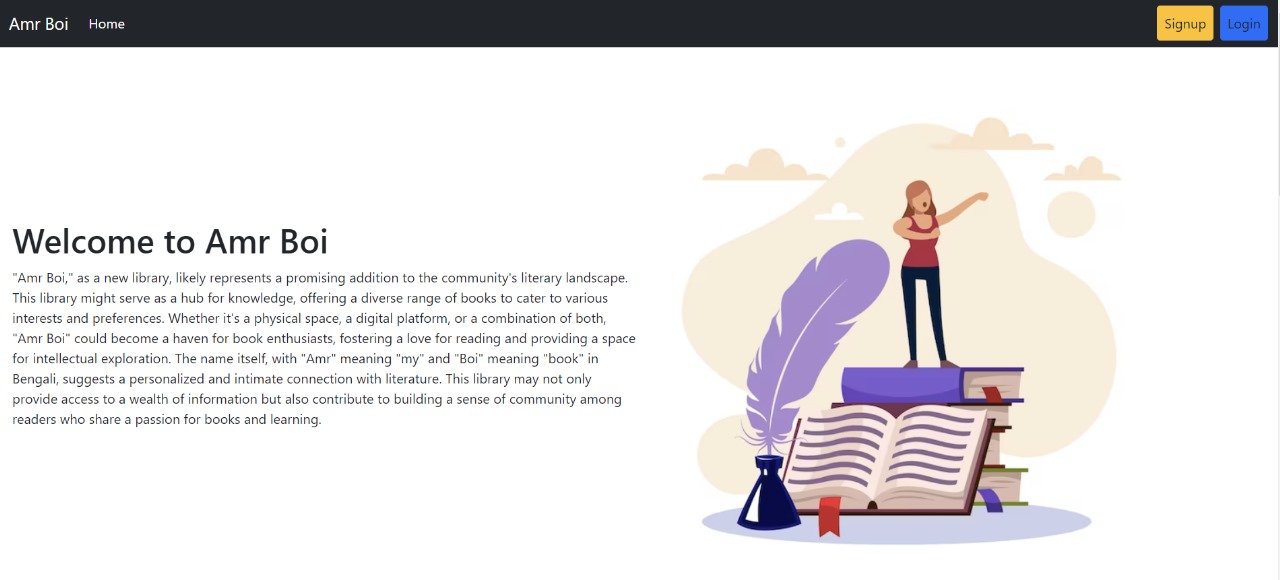 Amr Boi Home Signup Login
Welcome to Amr Boi
"Amr Boi," as a new library, likely represents a promising addition to the community's literary landscape.
This library might serve as a hub for knowledge, offering a diverse range of books to cater to various
interests and preferences. Whether it's a physical space, a digital platform, or a combination of both,
"Amr Boi" could become a haven for book enthusiasts, fostering a love for reading and providing a space
for intellectual exploration. The name itself, with "Amr" meaning "my" and "Boi" meaning "book" in
Bengali, suggests a personalized and intimate connection with literature. This library may not only
provide access to a wealth of information but also contribute to building a sense of community among
readers who share a passion for books and learning.